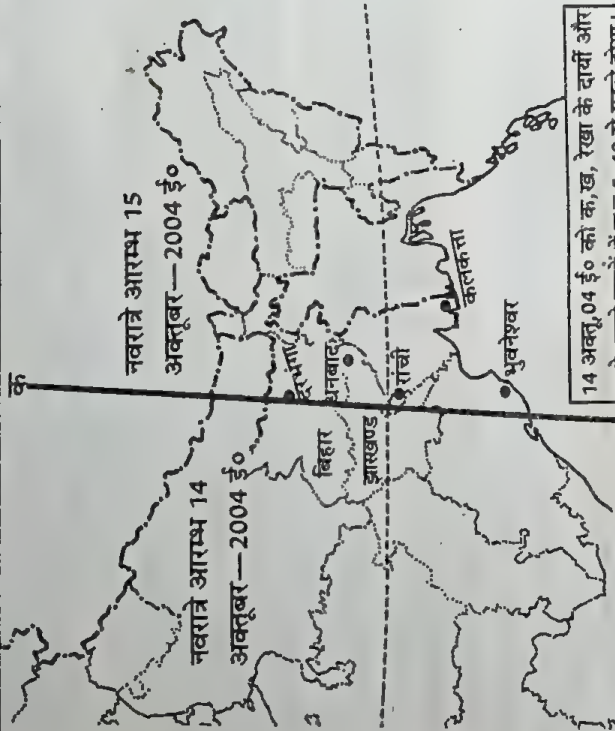 क
नवरात्रे आरम्भ 15
अक्तूबर—2004 ई०
नवरात्रे आरम्भ 14
अक्तूबर—2004 ई०
दरभंगा
धनबाद
बिहार
रांची
झारखण्ड
कलकत्ता
भुवनेश्वर
14 अक्तू, 04 ई० को क,ख, रेखा के दायीं और